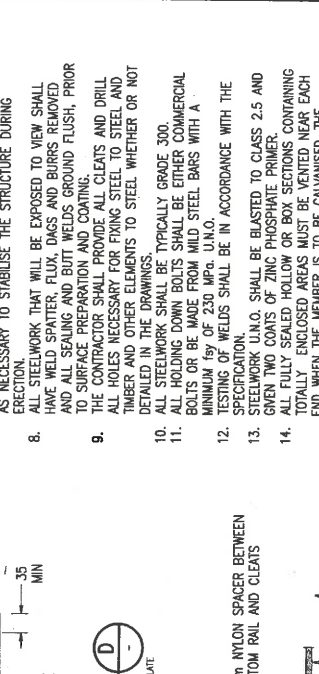 AS NECESSARY TO STABILISE THE STRUCTURE DURING
ERECTION.
8. ALL STEELWORK THAT WILL BE EXPOSED TO VIEW SHALL
HAVE WELD SPATTER, FLUX, DAGS AND BURRS REMOVED
AND ALL SEALING AND BUTT WELDS GROUND FLUSH, PRIOR
TO SURFACE PREPARATION AND COATING.
9. THE CONTRACTOR SHALL PROVIDE ALL CLEATS AND DRILL
ALL HOLES NECESSARY FOR FIXING STEEL TO STEEL AND
TIMBER AND OTHER ELEMENTS TO STEEL WHETHER OR NOT
DETAILED IN THE DRAWINGS.
10. ALL STEELWORK SHALL BE TYPICALLY GRADE 300.
11. ALL HOLDING DOWN BOLTS SHALL BE EITHER COMMERCIAL
BOLTS OR BE MADE FROM MILD STEEL BARS WITH A
MINIMUM fsy OF 230 MPa. U.N.O.
12. TESTING OF WELDS SHALL BE IN ACCORDANCE WITH THE
SPECIFICATION.
13. STEELWORK U.N.O. SHALL BE BLASTED TO CLASS 2.5 AND
GIVEN TWO COATS OF ZINC PHOSPHATE PRIMER.
14. ALL FULLY SEALED HOLLOW OR BOX SECTIONS CONTAINING
TOTALLY ENCLOSED AREAS MUST BE VENTED NEAR EACH
END WHEN THE MEMBER IS TO BE GALVANISED. THE
35
MIN
D
-
NYLON SPACER BETWEEN
TOM RAIL AND CLEATS